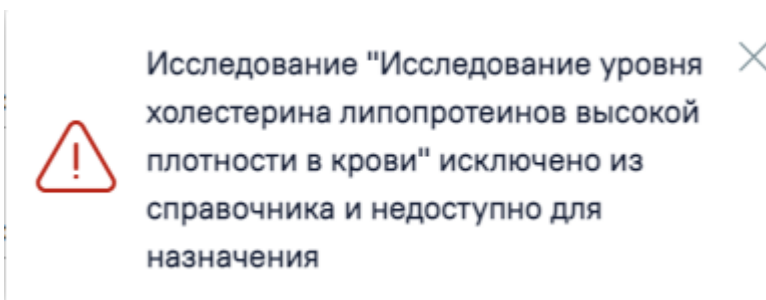 Исследование "Исследование уровня
холестерина липопротеинов высокой
плотности в крови" исключено из
справочника и недоступно для
назначения